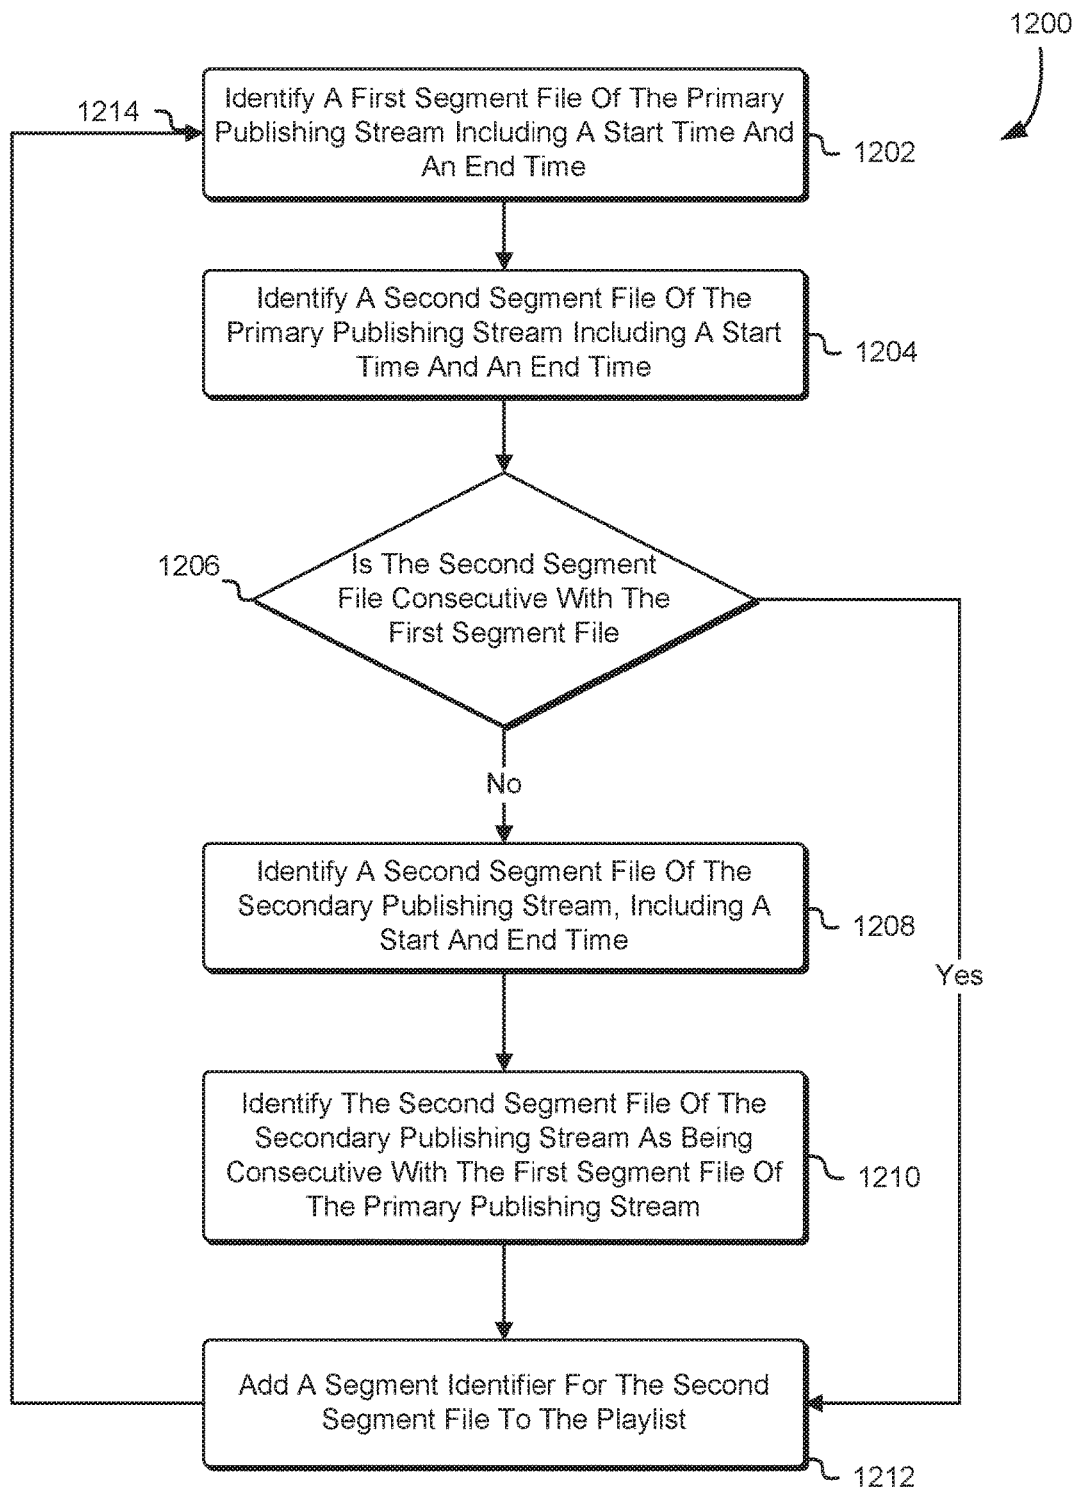 1200
1214
Identify A First Segment File Of The Primary
Publishing Stream Including A Start Time And
An End Time
1202
Identify A Second Segment File Of The
Primary Publishing Stream Including A Start
Time And An End Time
1204
1206
Is The Second Segment
File Consecutive With The
First Segment File
No
Identify A Second Segment File Of The
Secondary Publishing Stream, Including A
Start And End Time
1208
Yes
Identify The Second Segment File Of The
Secondary Publishing Stream As Being
Consecutive With The First Segment File Of
The Primary Publishing Stream
1210
Add A Segment Identifier For The Second
Segment File To The Playlist
1212